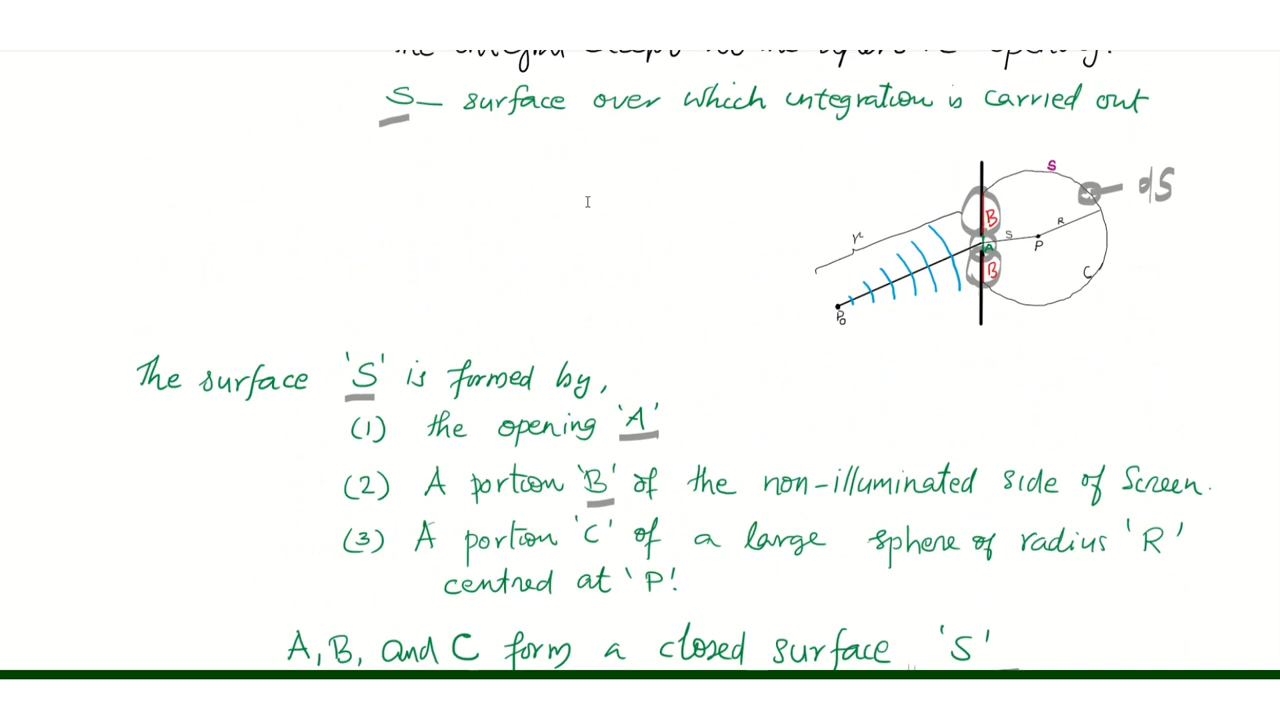 S - surface over which integration is carried out
S
dS
B
R
r
S
A
P
B
C
P0
The surface 'S' is formed by,
(1) the opening 'A'
(2) A portion 'B' of the non-illuminated side of Screen.
(3) A portion 'C' of a large sphere of radius 'R'
centred at 'P'.
A, B, and C form a closed surface 'S'